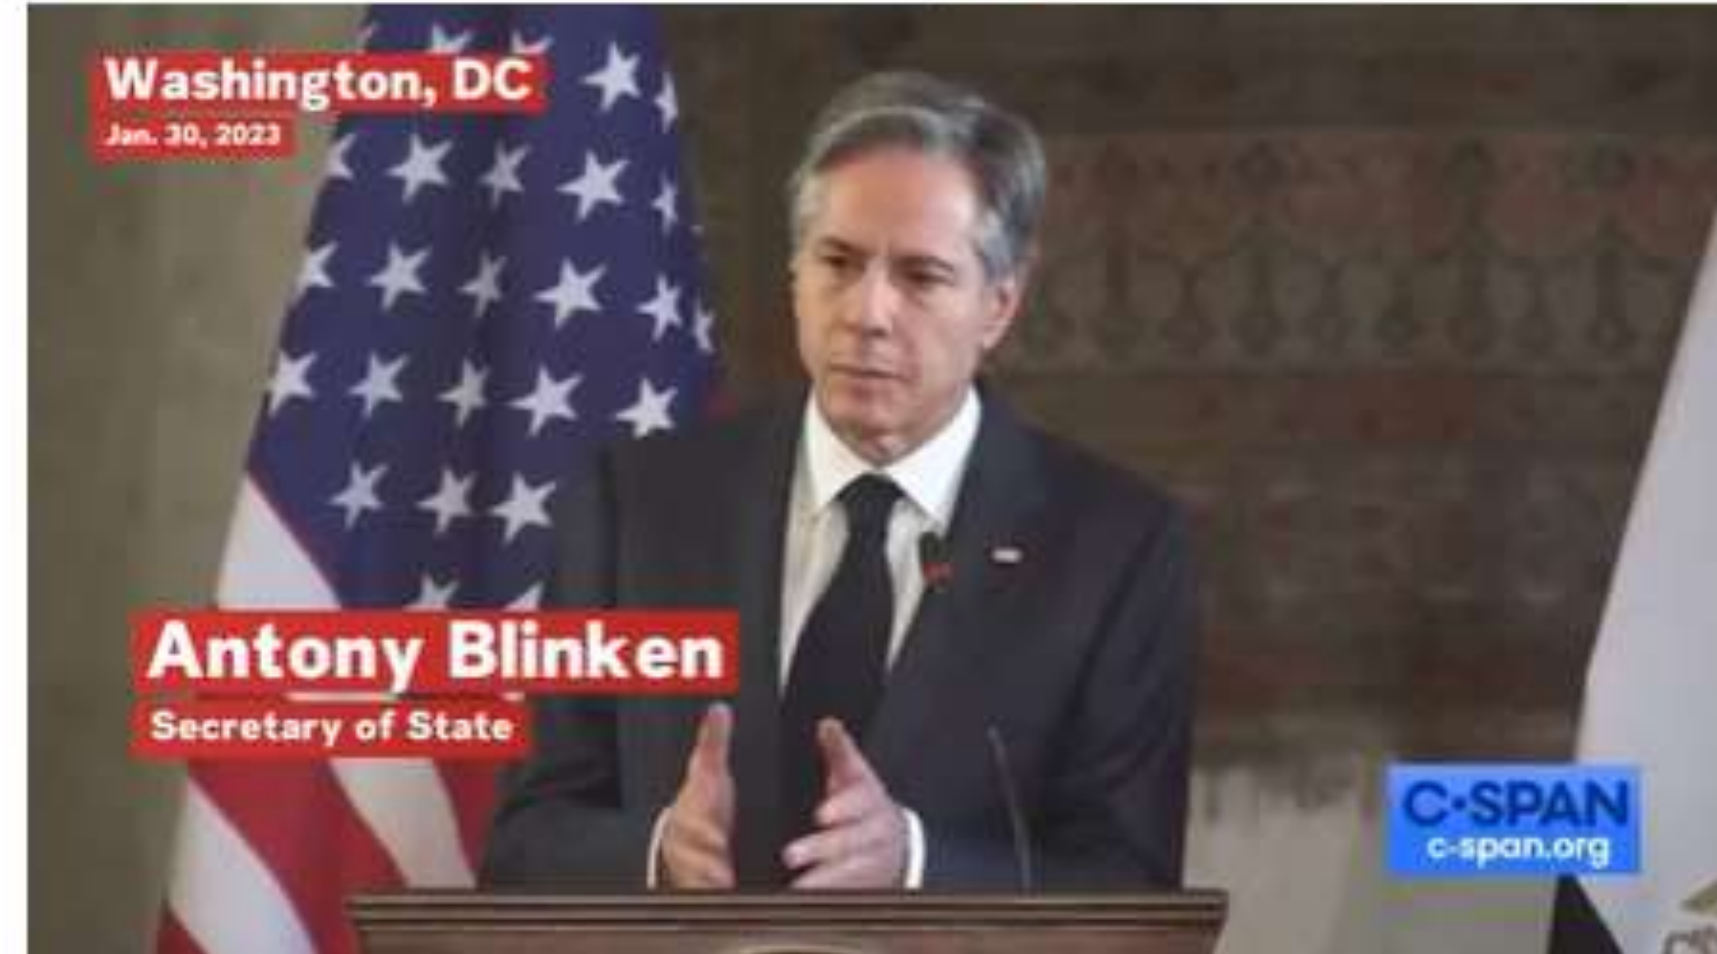 Washington, DC
Jan. 30, 2023
Antony Blinken
Secretary of State
C-SPAN
c-span.org